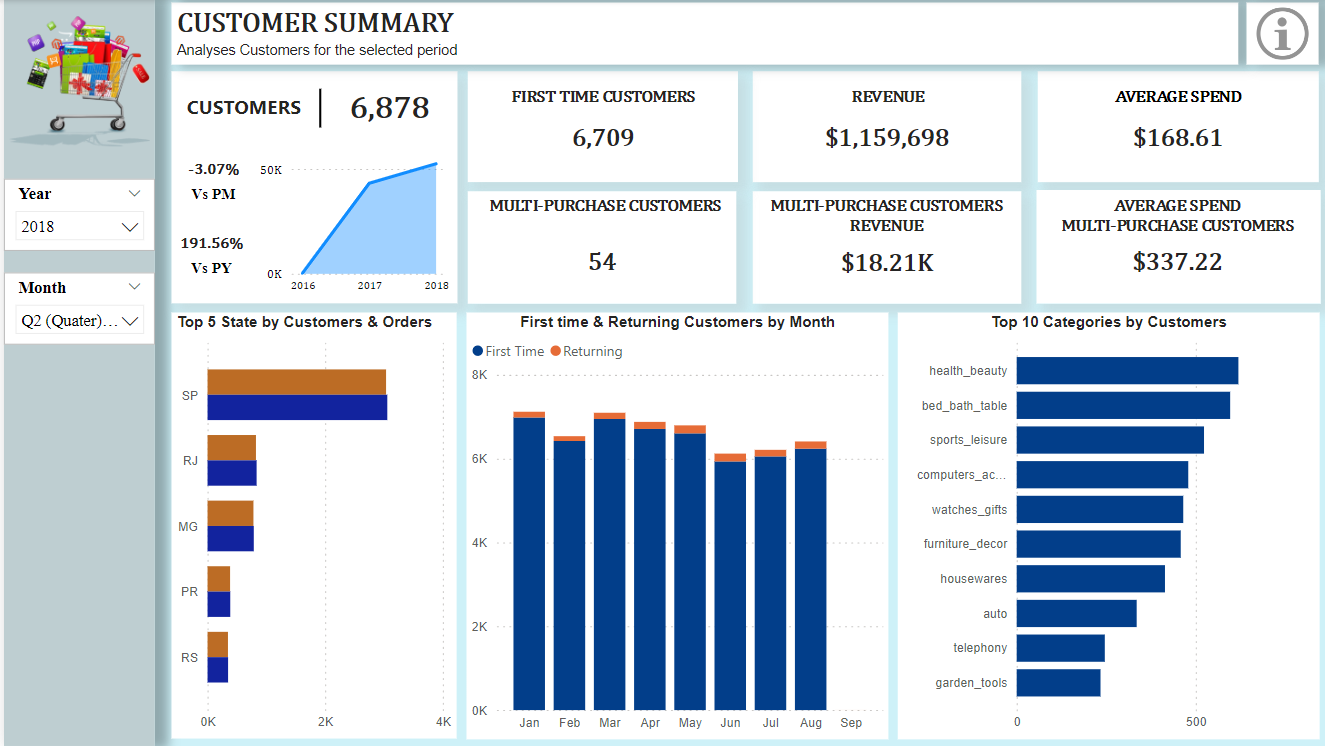 CUSTOMER SUMMARY
Analyses Customers for the selected period
Year
2018
Month
Q2 (Quater)...
CUSTOMERS
6,878
-3.07%
Vs PM
191.56%
Vs PY
50K
0K
2016
2017
2018
FIRST TIME CUSTOMERS
6,709
REVENUE
$1,159,698
AVERAGE SPEND
$168.61
MULTI-PURCHASE CUSTOMERS
54
MULTI-PURCHASE CUSTOMERS
REVENUE
$18.21K
AVERAGE SPEND
MULTI-PURCHASE CUSTOMERS
$337.22
Top 5 State by Customers & Orders
SP
RJ
MG
PR
RS
0K
2K
4K
First time & Returning Customers by Month
First Time
Returning
8K
6K
4K
2K
0K
Jan
Feb
Mar
Apr
May
Jun
Jul
Aug
Sep
Top 10 Categories by Customers
health_beauty
bed_bath_table
sports_leisure
computers_ac...
watches_gifts
furniture_decor
housewares
auto
telephony
garden_tools
0
500